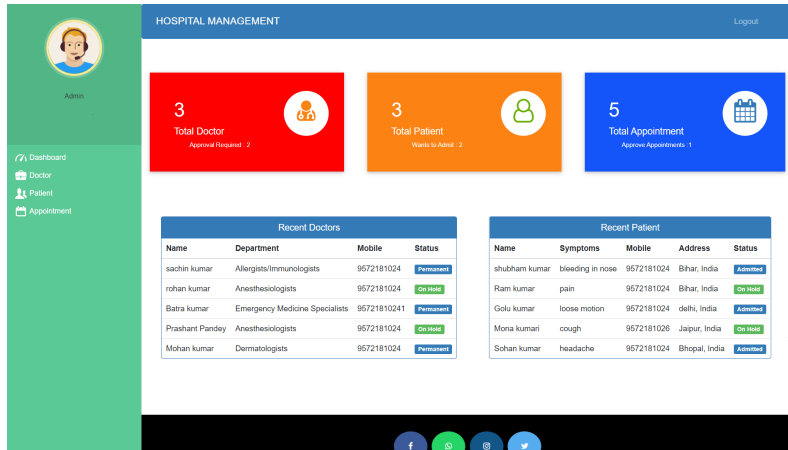 HOSPITAL MANAGEMENT
Logout
Admin
Dashboard
Doctor
Patient
Appointment
3
Total Doctor
Approval Required : 2
3
Total Patient
Wants to Admit : 2
5
Total Appointment
Approve Appointments :1
Recent Doctors
Name Department Mobile Status
sachin kumar Allergists/Immunologists 9572181024 Permanent
rohan kumar Anesthesiologists 9572181024 On Hold
Batra kumar Emergency Medicine Specialists 95721810241 Permanent
Prashant Pandey Anesthesiologists 9572181024 On Hold
Mohan kumar Dermatologists 9572181024 Permanent
Recent Patient
Name Symptoms Mobile Address Status
shubham kumar bleeding in nose 9572181024 Bihar, India Admitted
Ram kumar pain 9572181024 Bihar, India On Hold
Golu kumar loose motion 9572181024 delhi, India Admitted
Mona kumari cough 9572181026 Jaipur, India On Hold
Sohan kumar headache 9572181024 Bhopal, India Admitted